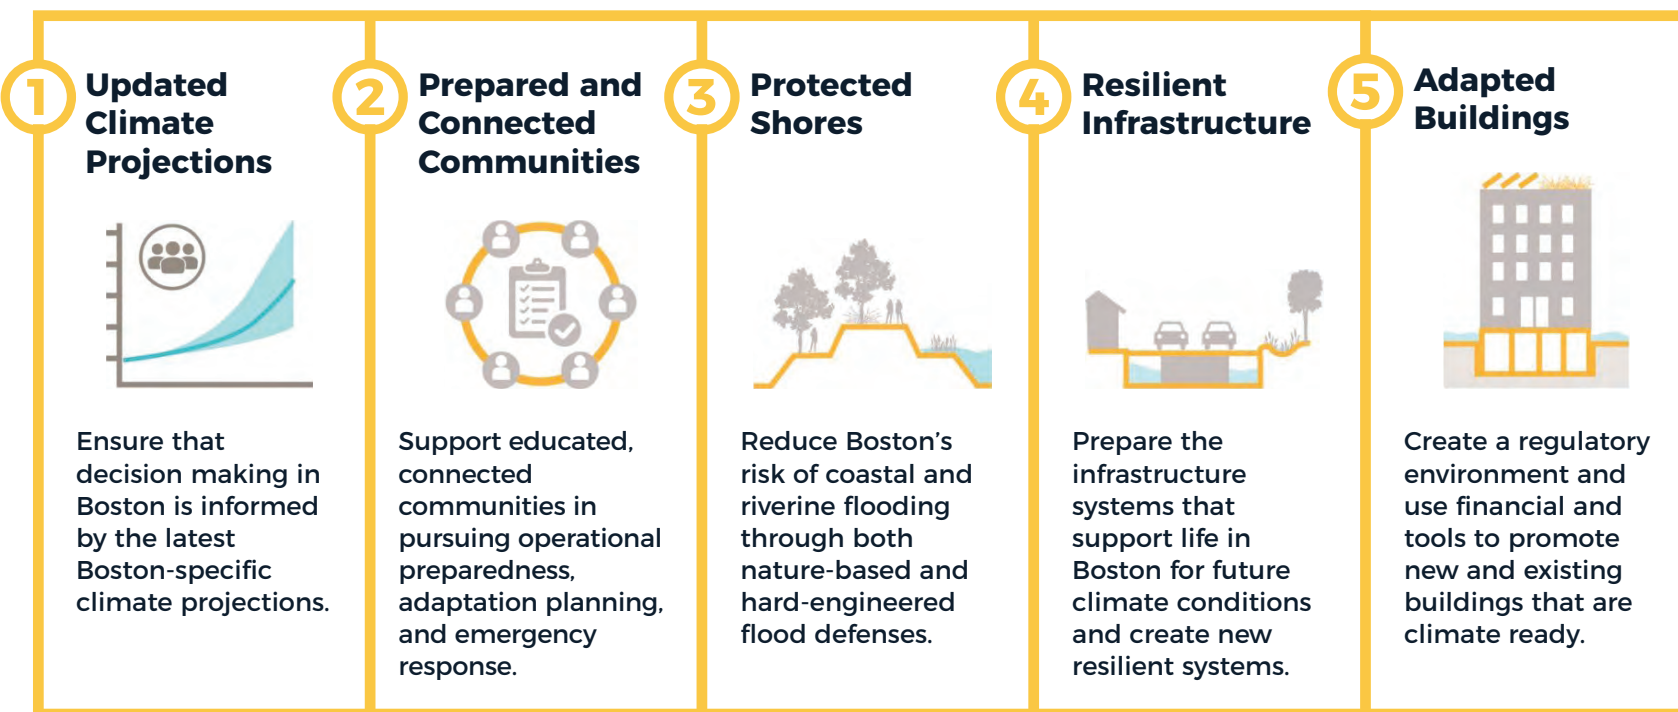 1
Updated
Climate
Projections
Ensure that
decision making in
Boston is informed
by the latest
Boston-specific
climate projections.
2
Prepared and
Connected
Communities
Support educated,
connected
communities in
pursuing operational
preparedness,
adaptation planning,
and emergency
response.
3
Protected
Shores
Reduce Boston’s
risk of coastal and
riverine flooding
through both
nature-based and
hard-engineered
flood defenses.
4
Resilient
Infrastructure
Prepare the
infrastructure
systems that
support life in
Boston for future
climate conditions
and create new
resilient systems.
5
Adapted
Buildings
Create a regulatory
environment and
use financial and
tools to promote
new and existing
buildings that are
climate ready.